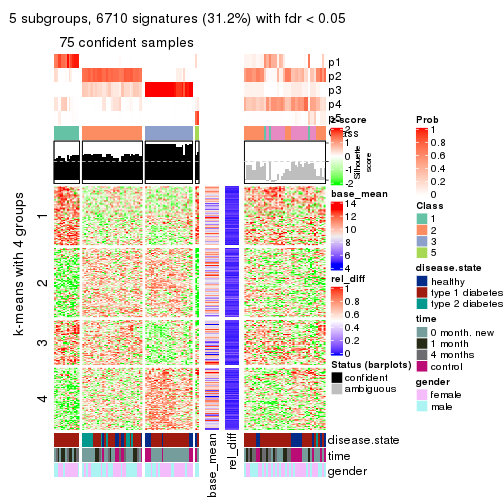 5 subgroups, 6710 signatures (31.2%) with fdr < 0.05
75 confident samples
p1
p2
p3
p4
p5
Class
Silhouette
score
k-means with 4 groups
1
2
3
4
base_mean
rel_diff
disease.state
time
gender
z-score
2
1
0
-1
-2
base_mean
14
12
10
8
6
4
rel_diff
1
0.8
0.6
0.4
0.2
0
Status (barplots)
confident
ambiguous
Prob
1
0.8
0.6
0.4
0.2
0
Class
1
2
3
5
disease.state
healthy
type 1 diabetes
type 2 diabetes
time
0 month. new
1 month
4 months
control
gender
female
male